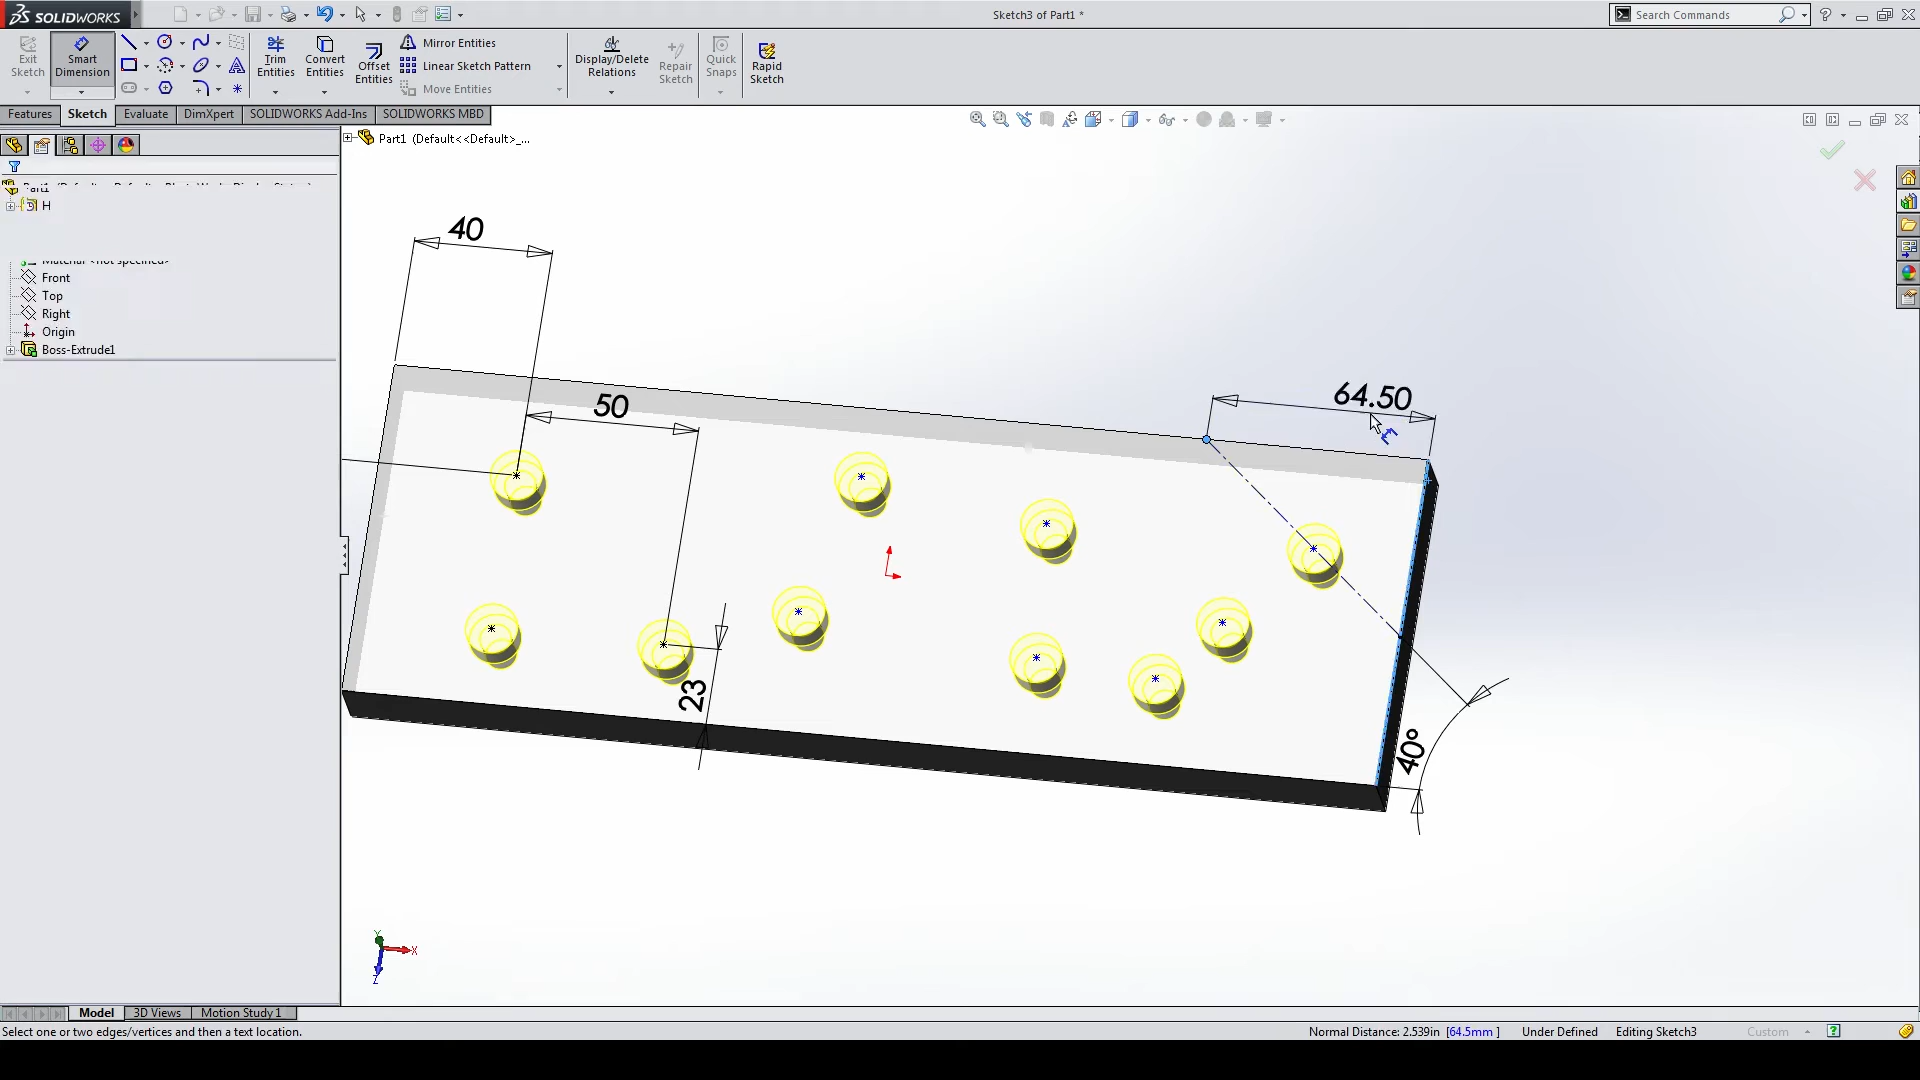 SOLIDWORKS
Sketch3 of Part1 *
Search Commands
Exit Sketch
Smart Dimension
Trim Entities
Convert Entities
Offset Entities
Mirror Entities
Linear Sketch Pattern
Move Entities
Display/Delete Relations
Repair Sketch
Quick Snaps
Rapid Sketch
Features
Sketch
Evaluate
DimXpert
SOLIDWORKS Add-Ins
SOLIDWORKS MBD
Part1 (Default<<Default>_...
Part1
H
Material <not specified>
Front
Top
Right
Origin
Boss-Extrude1
40
50
64.50
23
40°
Y
X
Z
Model
3D Views
Motion Study 1
Select one or two edges/vertices and then a text location.
Normal Distance: 2.539in [64.5mm ]
Under Defined
Editing Sketch3
Custom